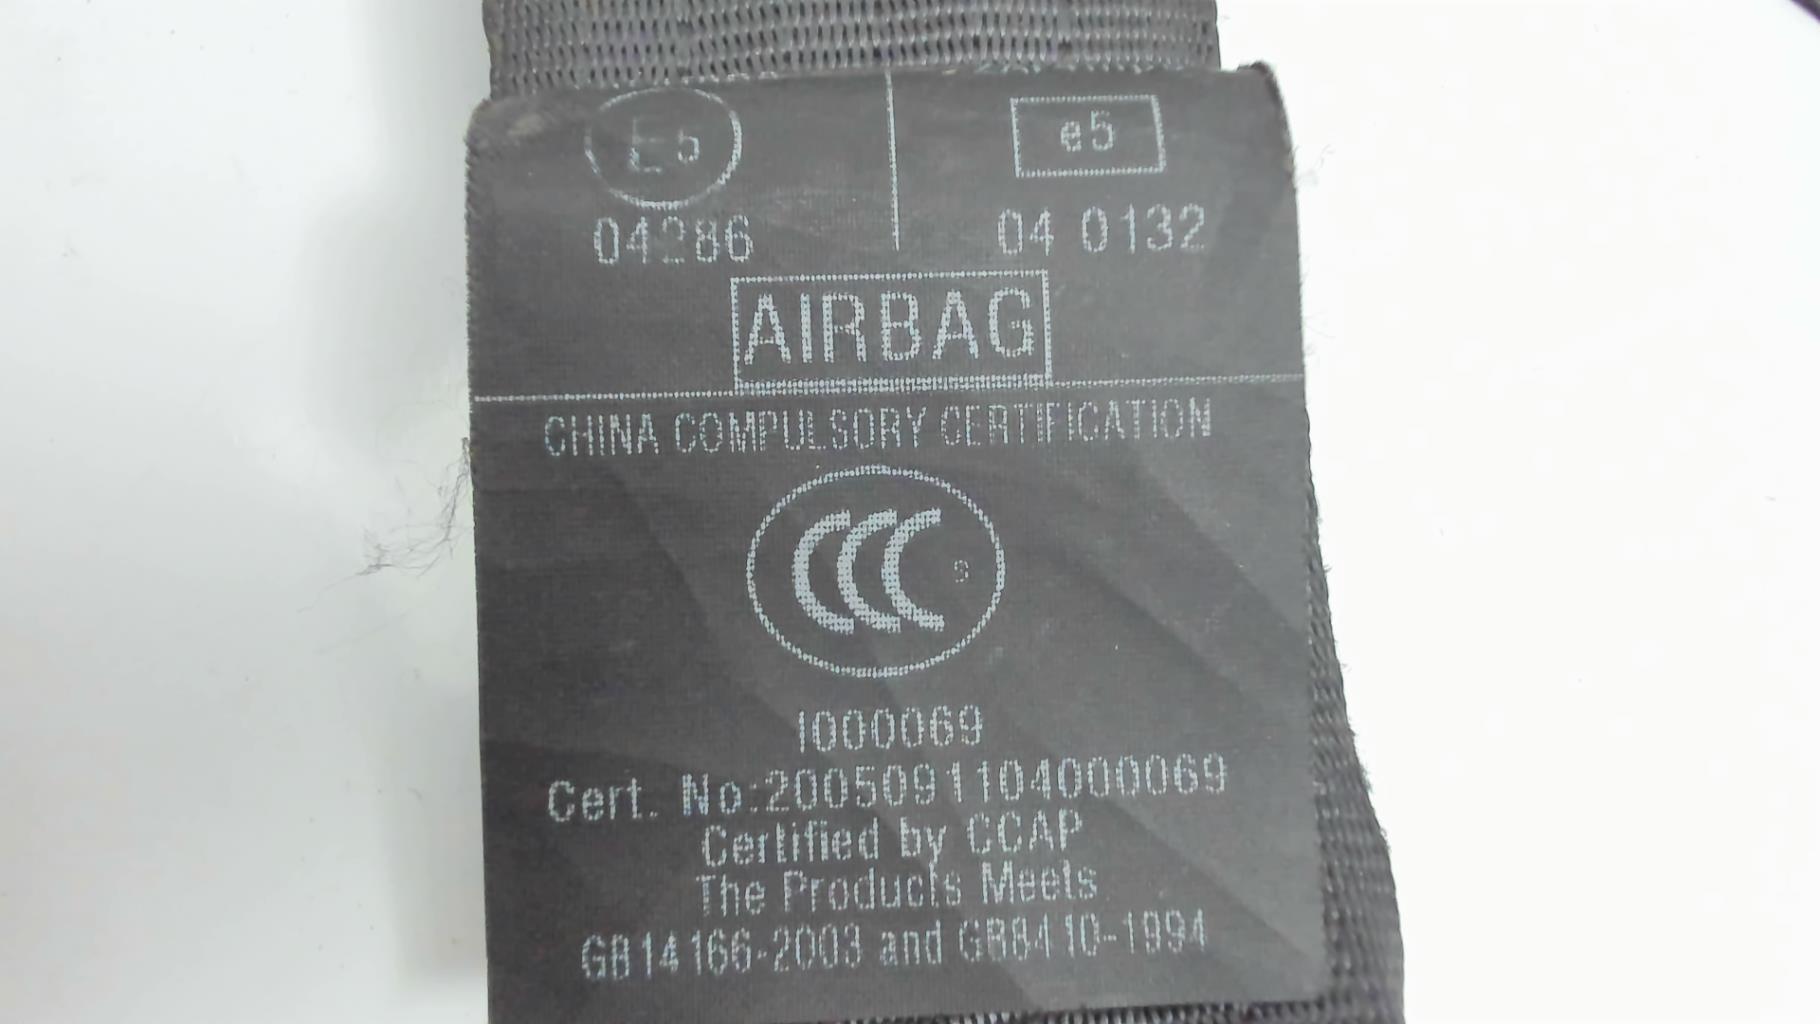 E5 e5
04286 04 0132
AIRBAG
CHINA COMPULSORY CERTIFICATION
CCC S
1000069
Cert. No:2005091104000069
Certified by CCAP
The Products Meets
GB14166-2003 and GB8410-1994